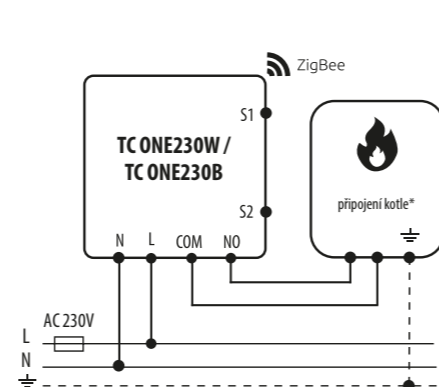 ZigBee
S1
TC ONE230W /
TC ONE230B
S2
připojení kotle*
N L COM NO
AC 230V
L
N